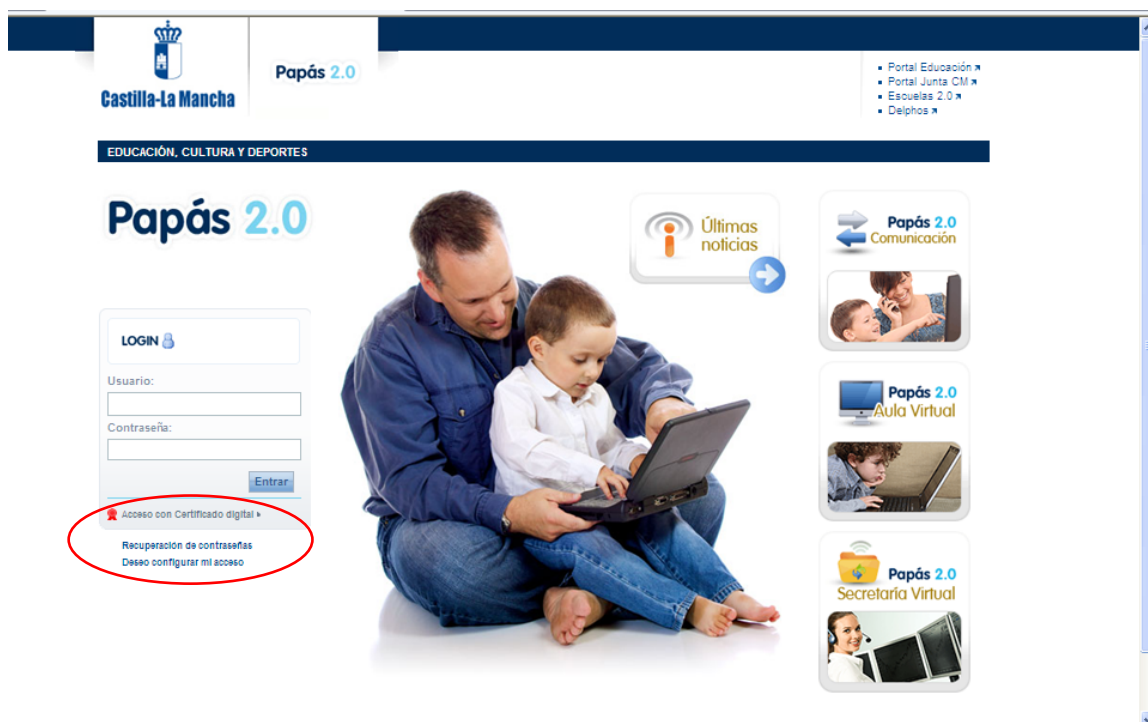 Castilla-La Mancha
Papás 2.0
Portal Educación
Portal Junta CM
Escuelas 2.0
Delphos
EDUCACIÓN, CULTURA Y DEPORTES
Papás 2.0
LOGIN
Usuario:
Contraseña:
Entrar
Acceso con Certificado digital
Recuperación de contraseñas
Deseo configurar mi acceso
Últimas
noticias
Papás 2.0
Comunicación
Papás 2.0
Aula Virtual
Papás 2.0
Secretaría Virtual